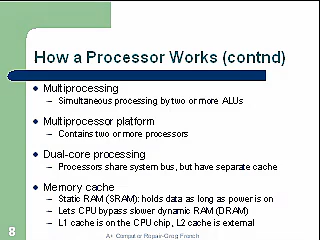 How a Processor Works (contnd)
Multiprocessing
– Simultaneous processing by two or more ALUs
Multiprocessor platform
– Contains two or more processors
Dual-core processing
– Processors share system bus, but have separate cache
Memory cache
– Static RAM (SRAM): holds data as long as power is on
– Lets CPU bypass slower dynamic RAM (DRAM)
– L1 cache is on the CPU chip, L2 cache is external
8
A+ Computer Repair-Greg French